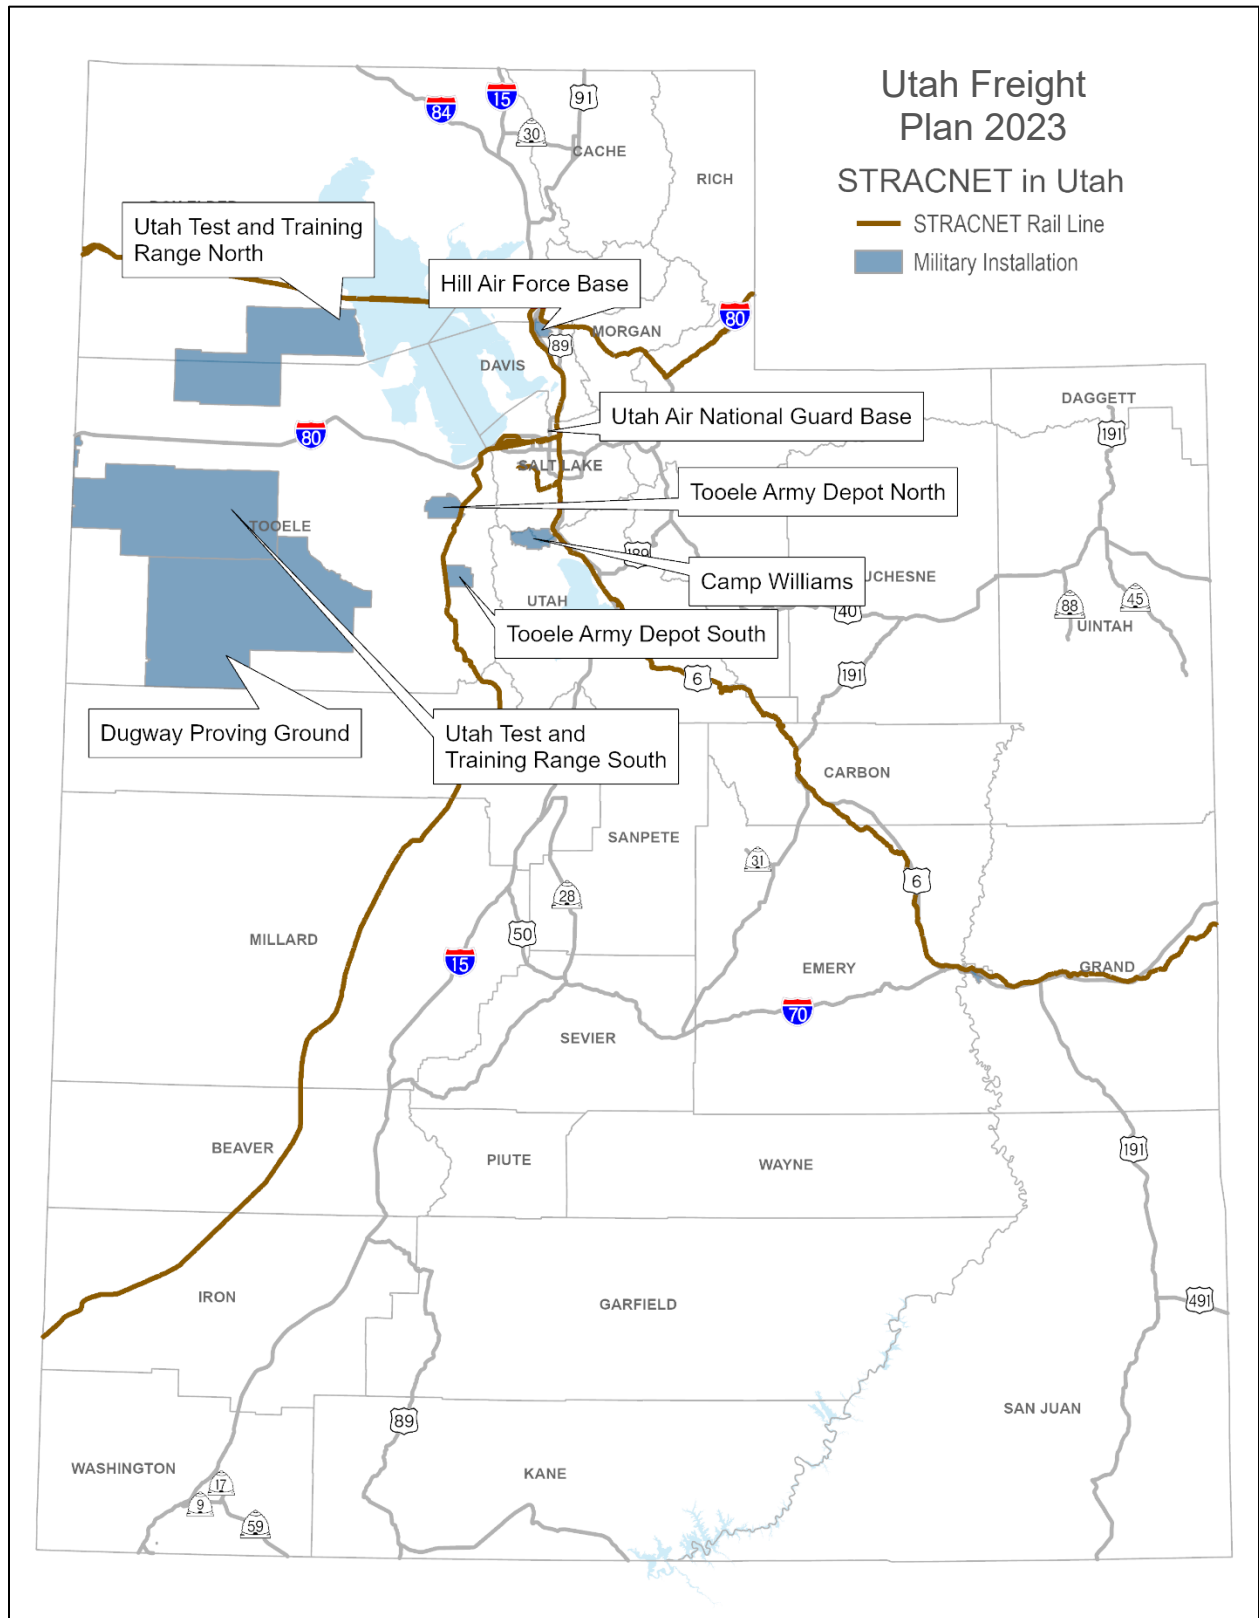 Utah Freight
Plan 2023
STRACNET in Utah
STRACNET Rail Line
Military Installation
84
15
91
30
CACHE
RICH
Utah Test and Training
Range North
Hill Air Force Base
80
MORGAN
89
DAVIS
Utah Air National Guard Base
DAGGETT
191
80
SALT LAKE
Tooele Army Depot North
TOOELE
189
Camp Williams
UCHESNE
40
88
45
UINTAH
UTAH
Tooele Army Depot South
6
191
Dugway Proving Ground
Utah Test and
Training Range South
CARBON
SANPETE
31
6
28
50
MILLARD
15
EMERY
GRAND
70
SEVIER
BEAVER
PIUTE
WAYNE
191
IRON
GARFIELD
491
89
SAN JUAN
WASHINGTON
KANE
17
9
59